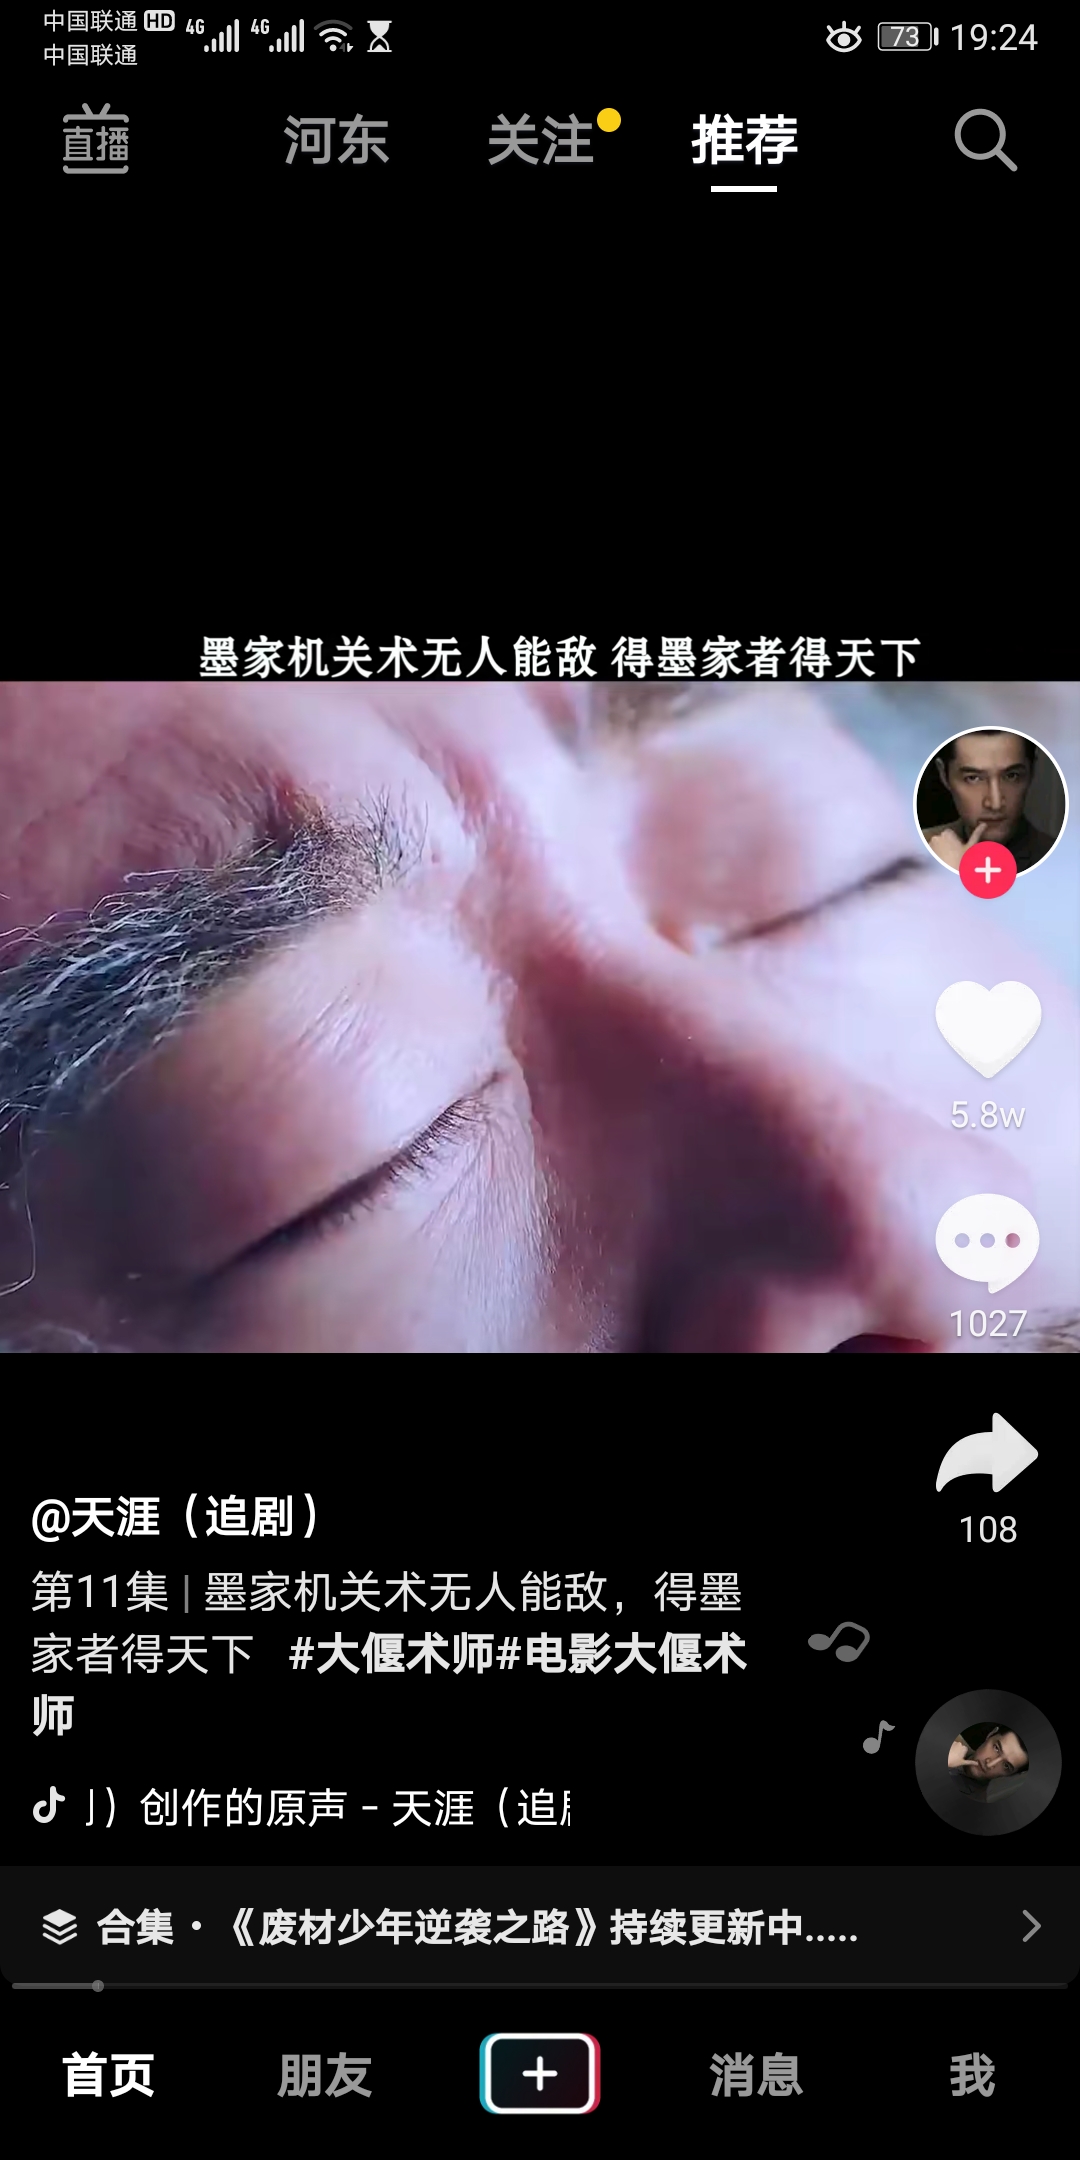 中国联通 HD 4G 4G 73 19:24
中国联通
直播 河东 关注 推荐
墨家机关术无人能敌 得墨家者得天下
5.8w
1027
108
@天涯（追剧）
第11集 | 墨家机关术无人能敌，得墨
家者得天下 #大偃术师#电影大偃术
师
）创作的原声 - 天涯（追
合集 · 《废材少年逆袭之路》持续更新中.....
首页 朋友 消息 我